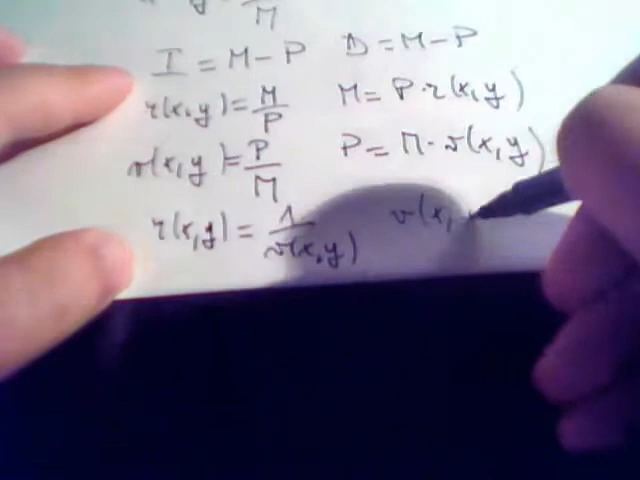 M
I = M - P D = M - P
r(x,y) = M/P M = P · r(x,y)
v(x,y) = P/M P = M · v(x,y)
r(x,y) = 1/v(x,y) v(x,